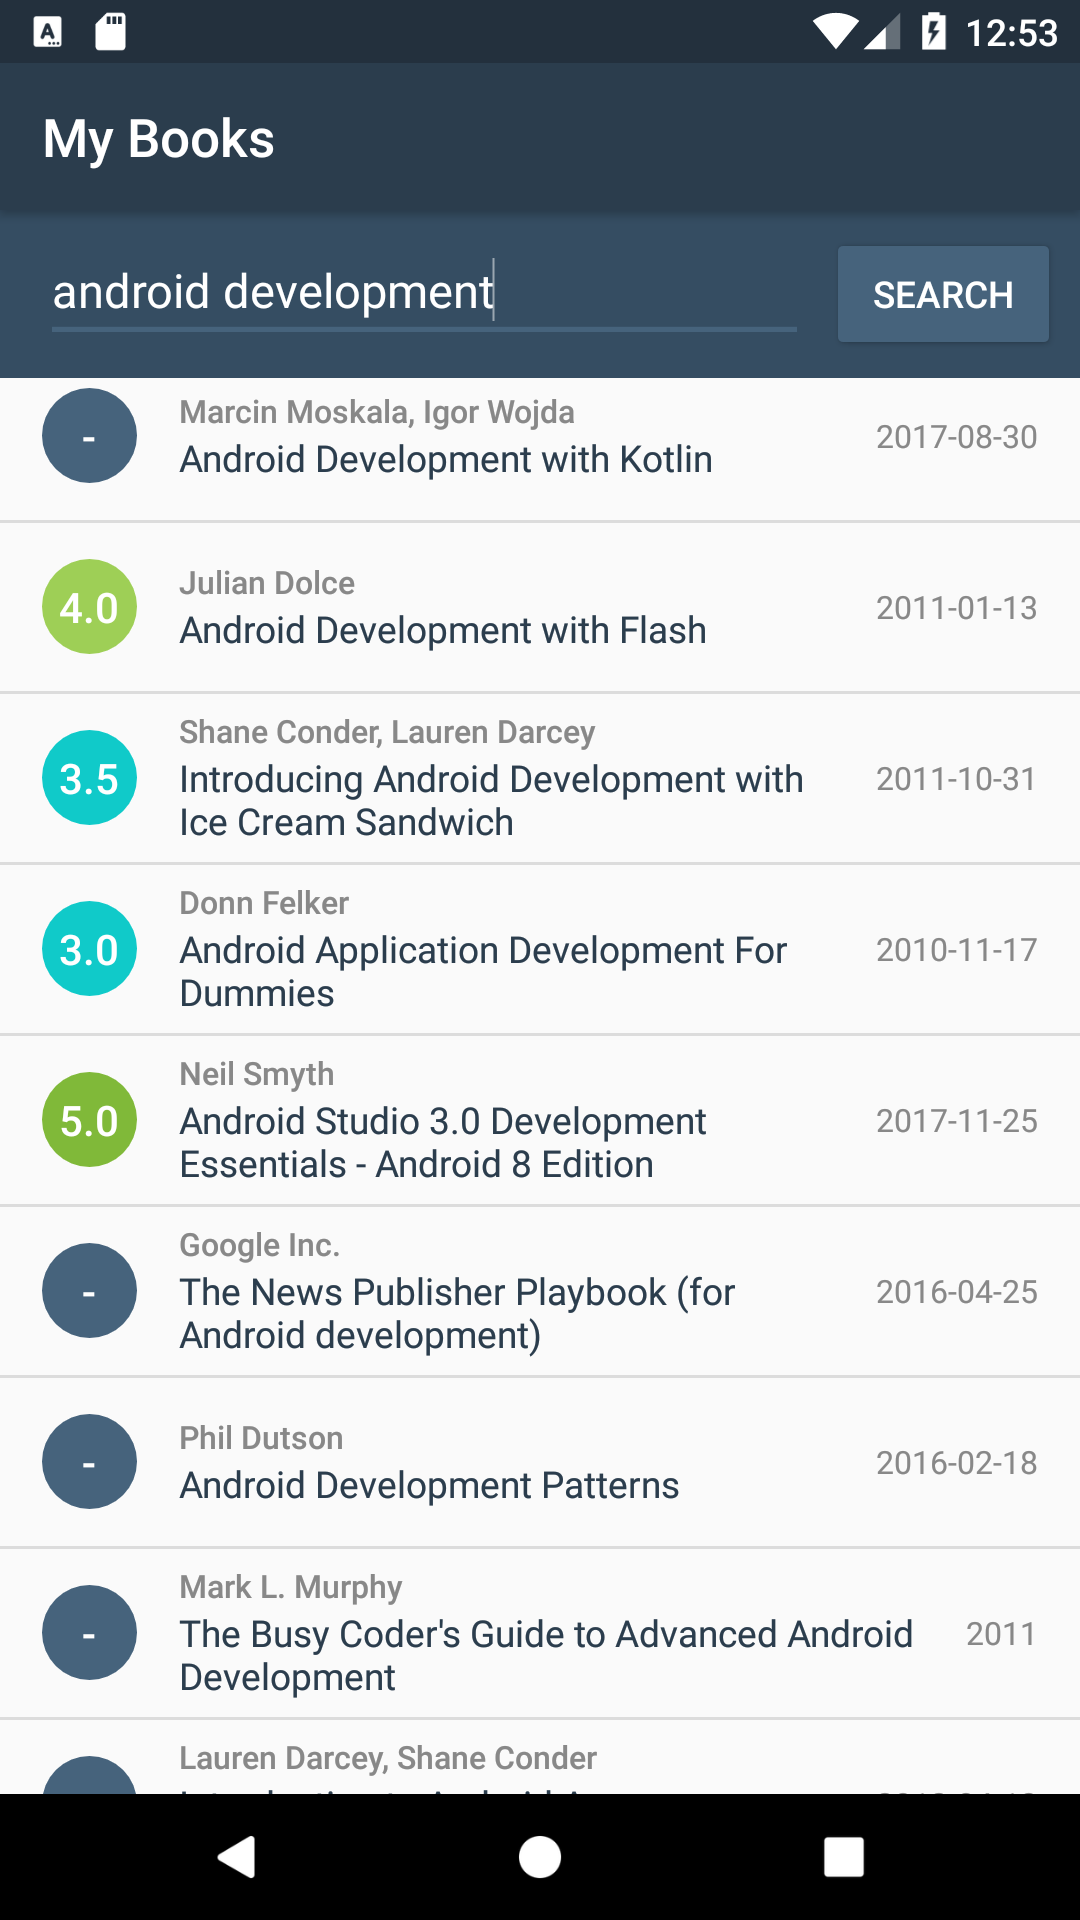 12:53
My Books
android development
SEARCH
-
Marcin Moskala, Igor Wojda
Android Development with Kotlin
2017-08-30
4.0
Julian Dolce
Android Development with Flash
2011-01-13
3.5
Shane Conder, Lauren Darcey
Introducing Android Development with
Ice Cream Sandwich
2011-10-31
3.0
Donn Felker
Android Application Development For
Dummies
2010-11-17
5.0
Neil Smyth
Android Studio 3.0 Development
Essentials - Android 8 Edition
2017-11-25
-
Google Inc.
The News Publisher Playbook (for
Android development)
2016-04-25
-
Phil Dutson
Android Development Patterns
2016-02-18
-
Mark L. Murphy
The Busy Coder's Guide to Advanced Android
Development
2011
Lauren Darcey, Shane Conder